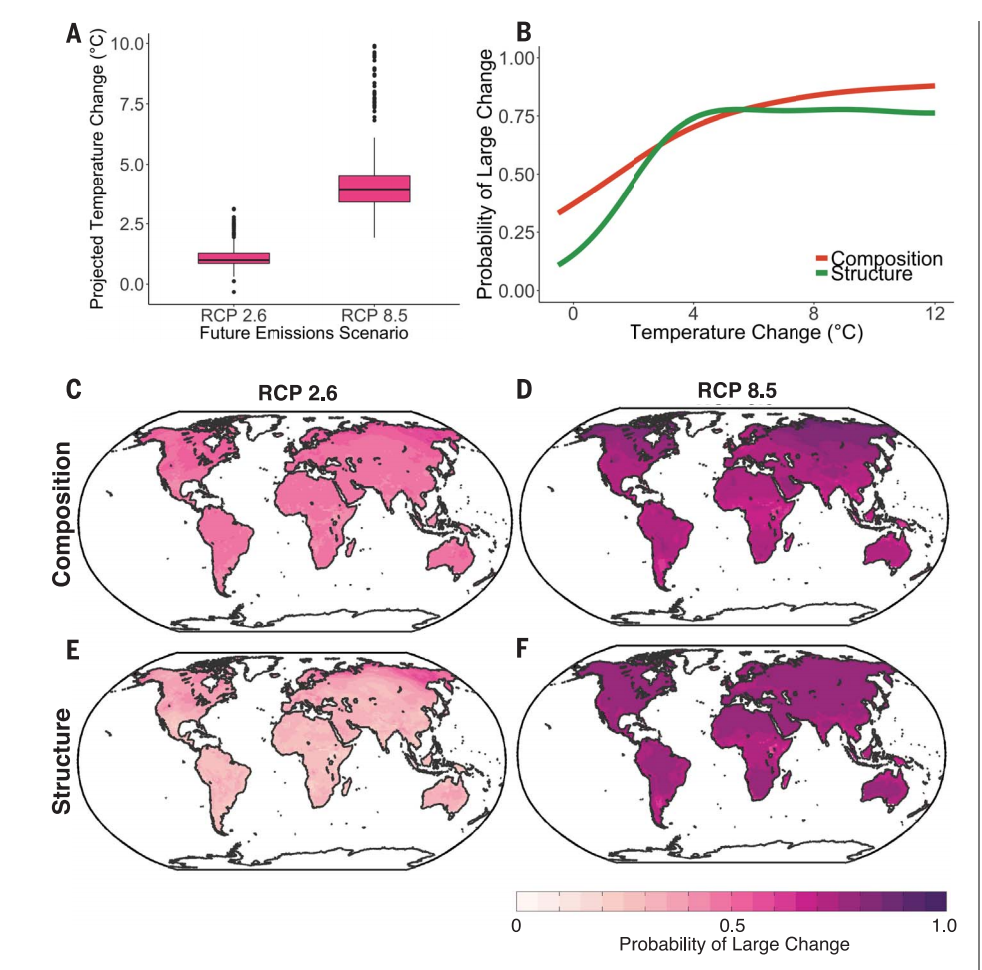 A
Projected Temperature Change (°C)
10.0
7.5
5.0
2.5
0.0
RCP 2.6
RCP 8.5
Future Emissions Scenario
B
Probability of Large Change
1.00
0.75
0.50
0.25
0.00
Composition
Structure
0
4
8
12
Temperature Change (°C)
C
RCP 2.6
D
RCP 8.5
Composition
E
F
Structure
0
0.5
1.0
Probability of Large Change